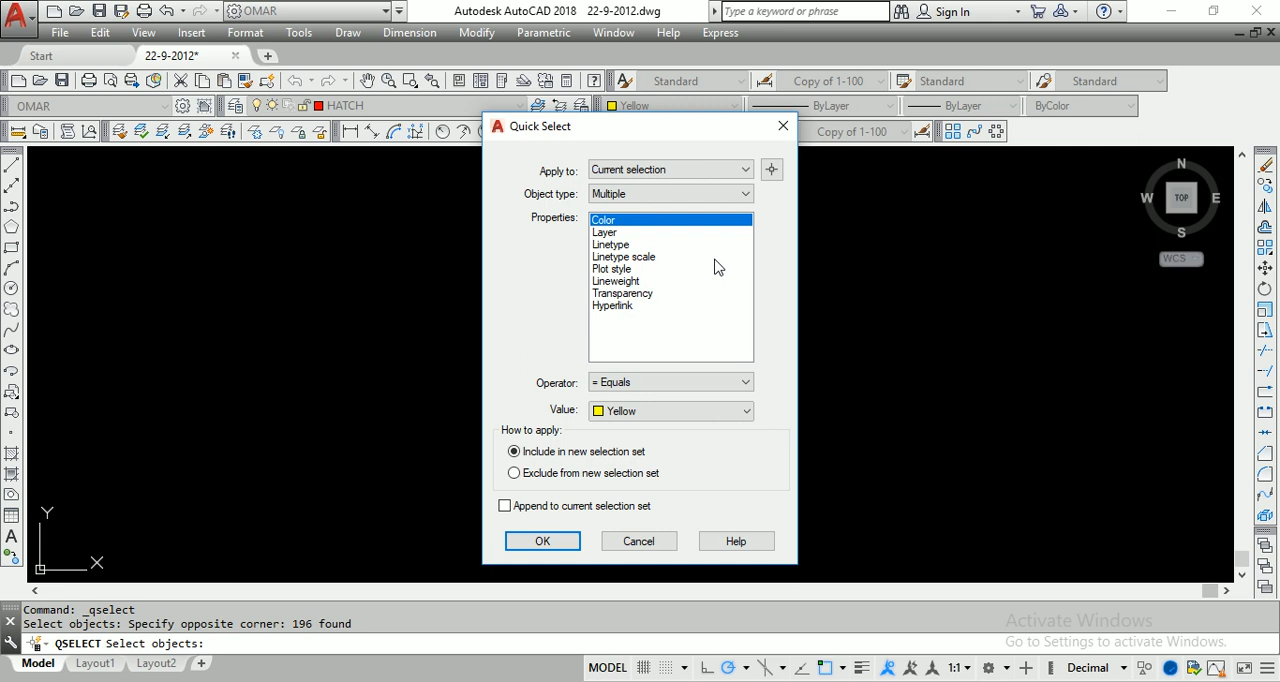 OMAR
Autodesk AutoCAD 2018 22-9-2012.dwg
Type a keyword or phrase
Sign In
File Edit View Insert Format Tools Draw Dimension Modify Parametric Window Help Express
Start 22-9-2012*
Standard Copy of 1-100 Standard Standard
OMAR HATCH Yellow ByLayer ByLayer ByColor
Copy of 1-100
Quick Select
Apply to: Current selection
Object type: Multiple
Properties: Color
Layer
Linetype
Linetype scale
Plot style
Lineweight
Transparency
Hyperlink
Operator: = Equals
Value: Yellow
How to apply:
Include in new selection set
Exclude from new selection set
Append to current selection set
OK Cancel Help
N
W TOP E
S
WCS
Y
X
Command: _qselect
Select objects: Specify opposite corner: 196 found
QSELECT Select objects:
Activate Windows
Go to Settings to activate Windows.
Model Layout1 Layout2 +
MODEL 1:1 Decimal